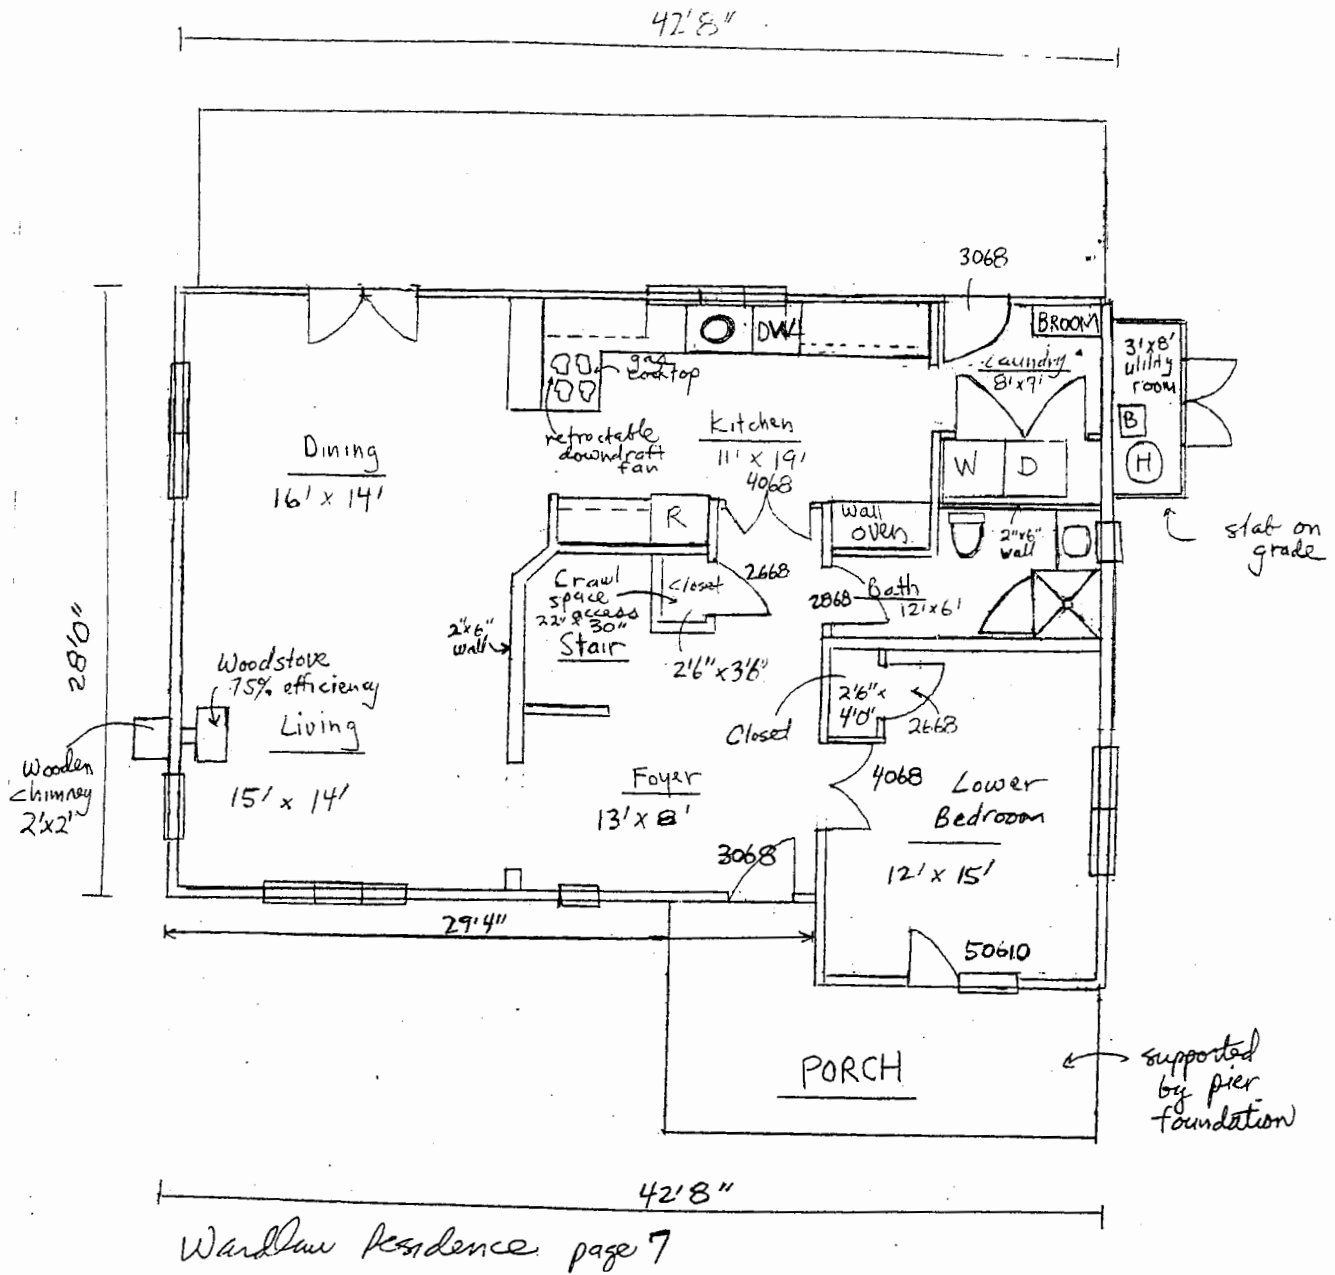 42'8"
3068
BROOM
DW
Laundry
8'x9'
3'x8'
utility
room
B
H
gas
cooktop
retractable
downdraft
fan
Kitchen
11' x 19'
4068
W D
Dining
16' x 14'
R
wall
oven
2"x6"
wall
slab on
grade
28'0"
Crawl
space
access
22" x 30"
Closet
2668
2868
Bath
12'x6'
2"x6"
wall
Stair
2'6" x 3'6"
Woodstove
75% efficiency
Living
15' x 14'
Wooden
chimney
2'x2'
Closed
2'6" x
4'0"
2668
Foyer
13' x 8'
4068
Lower
Bedroom
12' x 15'
3068
29'4"
50610
PORCH
supported
by pier
foundation
42'8"
Wardlaw Residence page 7